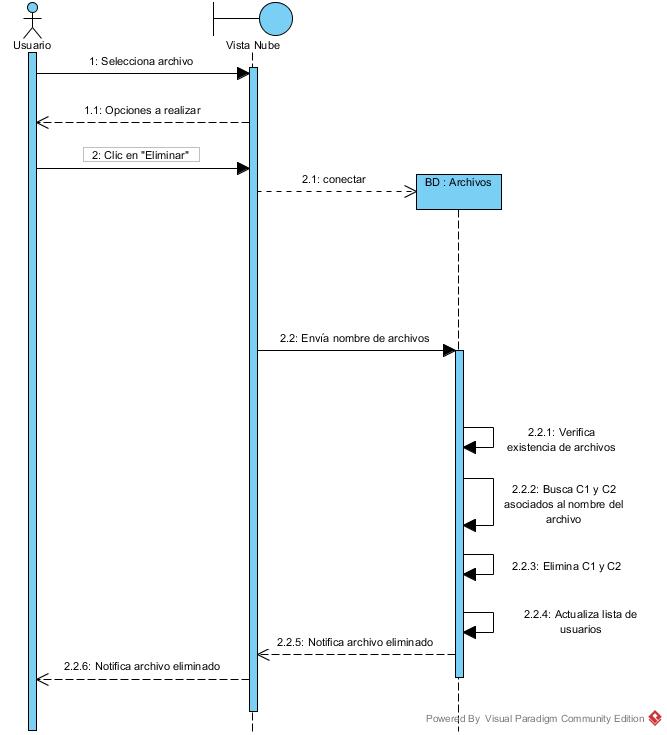 Usuario
Vista Nube
1: Selecciona archivo
1.1: Opciones a realizar
2: Clic en "Eliminar"
2.1: conectar
BD : Archivos
2.2: Envía nombre de archivos
2.2.1: Verifica
existencia de archivos
2.2.2: Busca C1 y C2
asociados al nombre del
archivo
2.2.3: Elimina C1 y C2
2.2.4: Actualiza lista de
usuarios
2.2.5: Notifica archivo eliminado
2.2.6: Notifica archivo eliminado
Powered By Visual Paradigm Community Edition